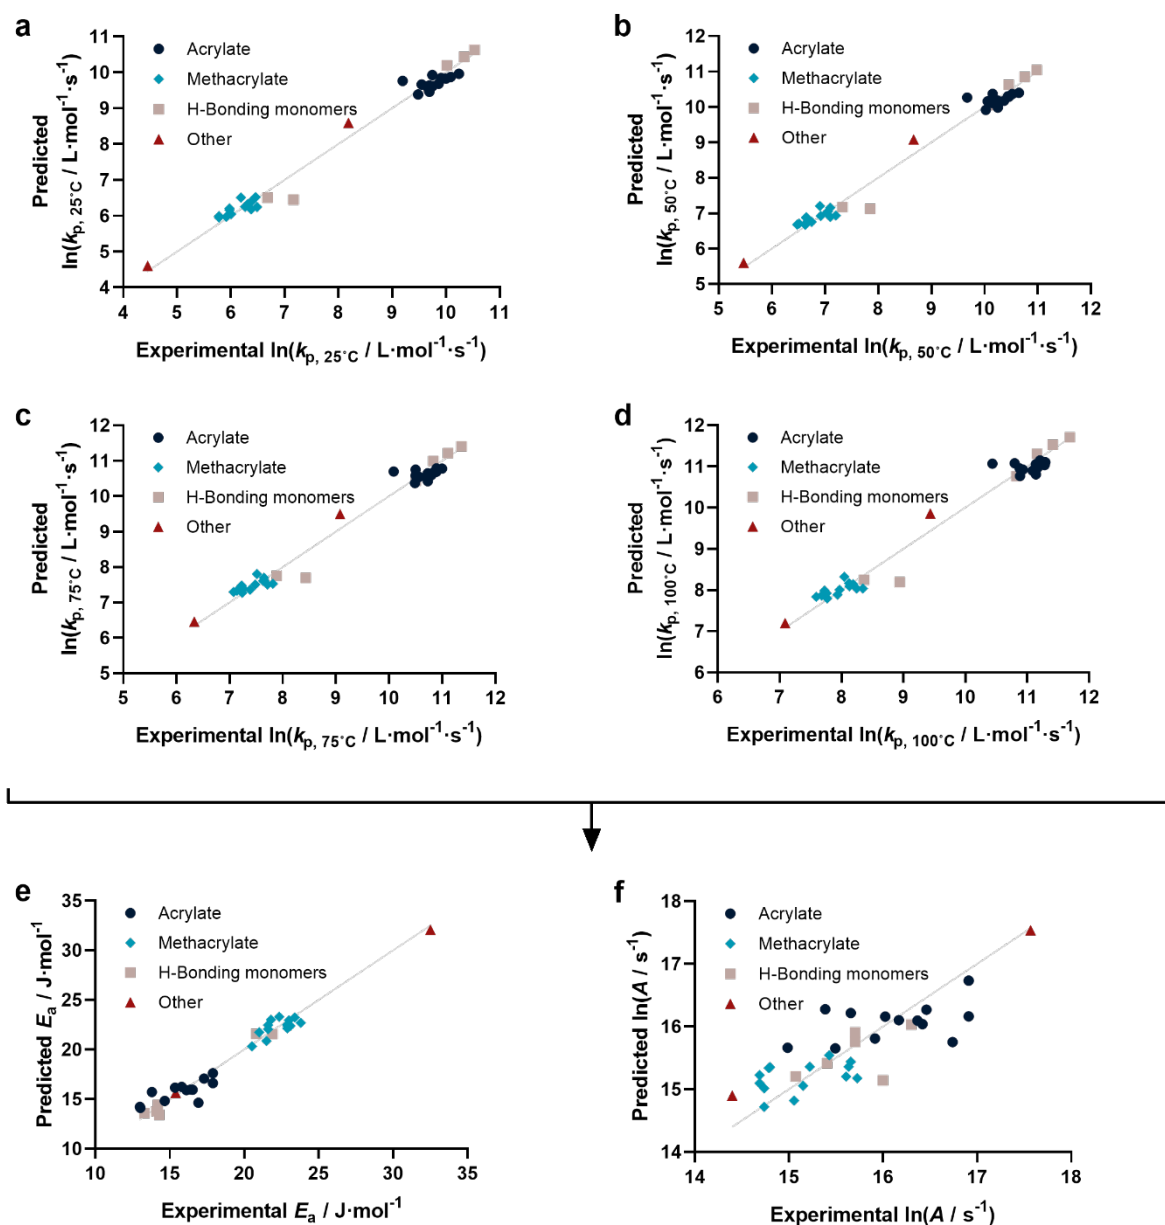 a
Predicted
ln(kp, 25°C / L·mol⁻¹·s⁻¹)
11
10
9
8
7
6
5
4
Acrylate
Methacrylate
H-Bonding monomers
Other
4 5 6 7 8 9 10 11
Experimental ln(kp, 25°C / L·mol⁻¹·s⁻¹)
b
Predicted
ln(kp, 50°C / L·mol⁻¹·s⁻¹)
12
11
10
9
8
7
6
5
Acrylate
Methacrylate
H-Bonding monomers
Other
5 6 7 8 9 10 11 12
Experimental ln(kp, 50°C / L·mol⁻¹·s⁻¹)
c
Predicted
ln(kp, 75°C / L·mol⁻¹·s⁻¹)
12
11
10
9
8
7
6
5
Acrylate
Methacrylate
H-Bonding monomers
Other
5 6 7 8 9 10 11 12
Experimental ln(kp, 75°C / L·mol⁻¹·s⁻¹)
d
Predicted
ln(kp, 100°C / L·mol⁻¹·s⁻¹)
12
11
10
9
8
7
6
Acrylate
Methacrylate
H-Bonding monomers
Other
6 7 8 9 10 11 12
Experimental ln(kp, 100°C / L·mol⁻¹·s⁻¹)
e
Predicted Ea / J·mol⁻¹
35
30
25
20
15
10
Acrylate
Methacrylate
H-Bonding monomers
Other
10 15 20 25 30 35
Experimental Ea / J·mol⁻¹
f
Predicted ln(A / s⁻¹)
18
17
16
15
14
Acrylate
Methacrylate
H-Bonding monomers
Other
14 15 16 17 18
Experimental ln(A / s⁻¹)